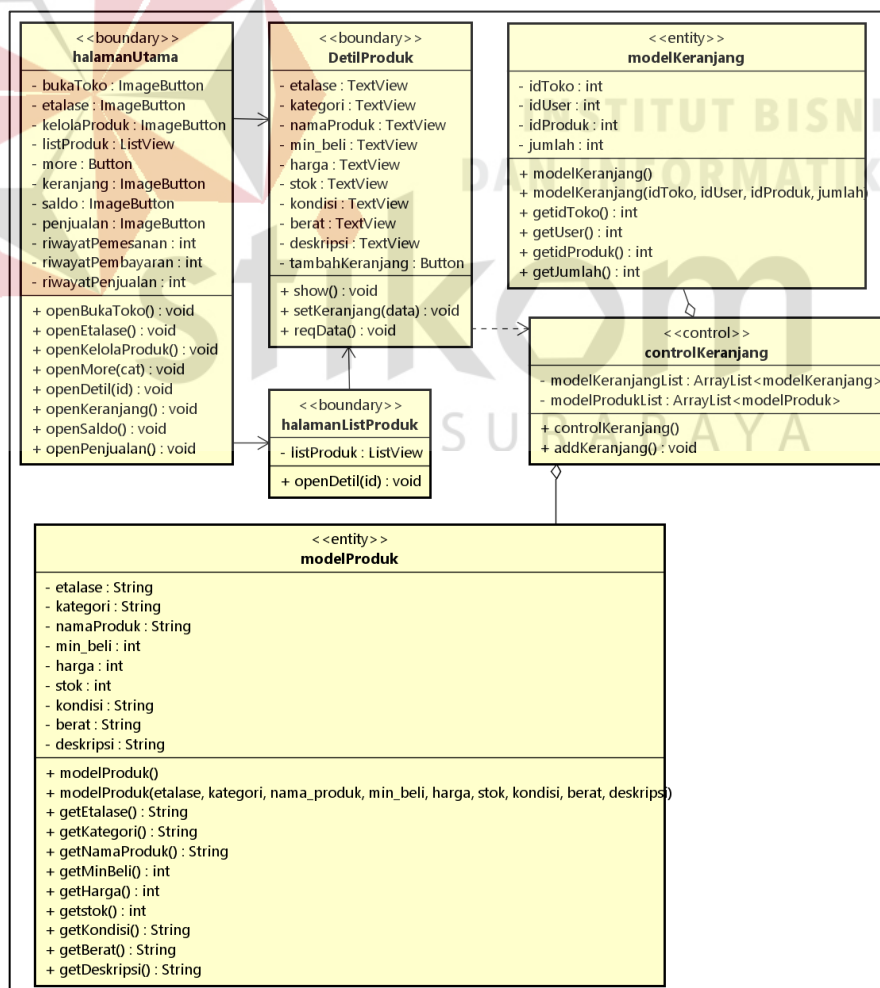 <<boundary>>
halamanUtama
- bukaToko : ImageButton
- etalase : ImageButton
- kelolaProduk : ImageButton
- listProduk : ListView
- more : Button
- keranjang : ImageButton
- saldo : ImageButton
- penjualan : ImageButton
- riwayatPemesanan : int
- riwayatPembayaran : int
- riwayatPenjualan : int
+ openBukaToko() : void
+ openEtalase() : void
+ openKelolaProduk() : void
+ openMore(cat) : void
+ openDetil(id) : void
+ openKeranjang() : void
+ openSaldo() : void
+ openPenjualan() : void
<<boundary>>
DetilProduk
- etalase : TextView
- kategori : TextView
- namaProduk : TextView
- min_beli : TextView
- harga : TextView
- stok : TextView
- kondisi : TextView
- berat : TextView
- deskripsi : TextView
- tambahKeranjang : Button
+ show() : void
+ setKeranjang(data) : void
+ reqData() : void
<<entity>>
modelKeranjang
- idToko : int
- idUser : int
- idProduk : int
- jumlah : int
+ modelKeranjang()
+ modelKeranjang(idToko, idUser, idProduk, jumlah)
+ getidToko() : int
+ getUser() : int
+ getidProduk() : int
+ getJumlah() : int
<<boundary>>
halamanListProduk
- listProduk : ListView
+ openDetil(id) : void
<<control>>
controlKeranjang
- modelKeranjangList : ArrayList<modelKeranjang>
- modelProdukList : ArrayList<modelProduk>
+ controlKeranjang()
+ addKeranjang() : void
<<entity>>
modelProduk
- etalase : String
- kategori : String
- namaProduk : String
- min_beli : int
- harga : int
- stok : int
- kondisi : String
- berat : String
- deskripsi : String
+ modelProduk()
+ modelProduk(etalase, kategori, nama_produk, min_beli, harga, stok, kondisi, berat, deskripsi)
+ getEtalase() : String
+ getKategori() : String
+ getNamaProduk() : String
+ getMinBeli() : int
+ getHarga() : int
+ getstok() : int
+ getKondisi() : String
+ getBerat() : String
+ getDeskripsi() : String
INSTITUT BISNI
DAN INFORMATIK
stikom
SURABAYA